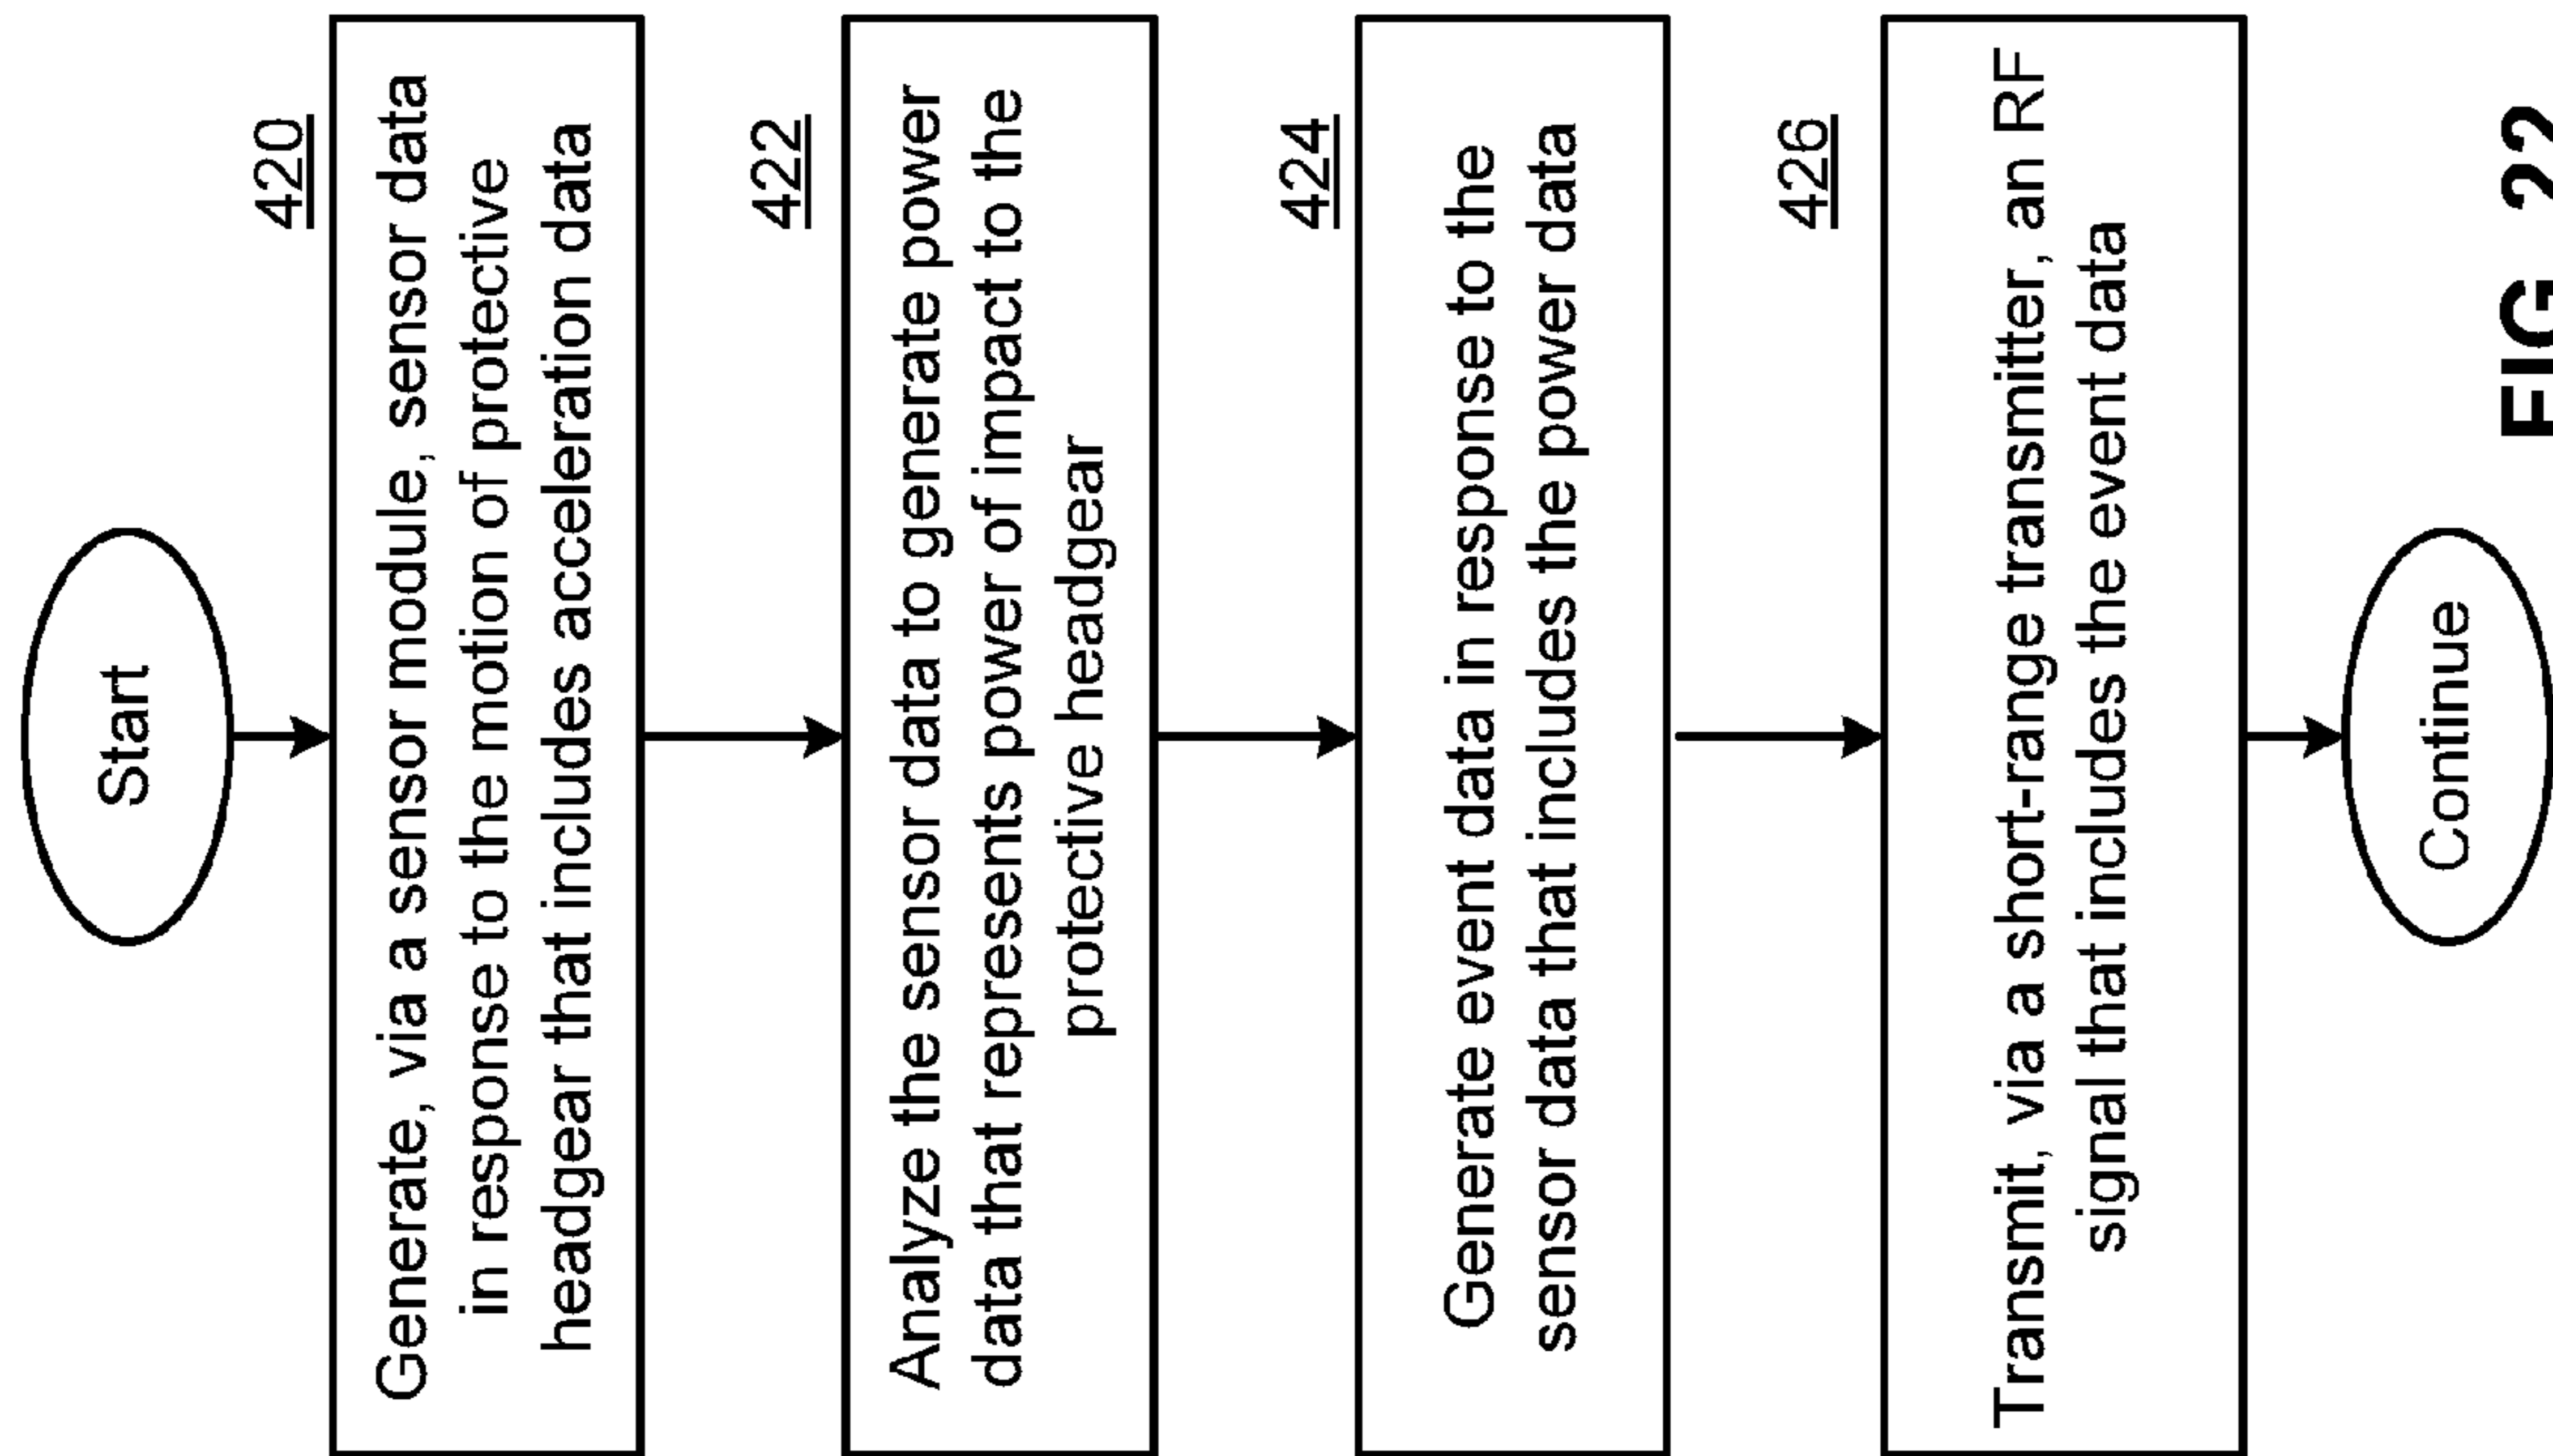 Start
420
Generate, via a sensor module, sensor data
in response to the motion of protective
headgear that includes acceleration data
422
Analyze the sensor data to generate power
data that represents power of impact to the
protective headgear
424
Generate event data in response to the
sensor data that includes the power data
426
Transmit, via a short-range transmitter, an RF
signal that includes the event data
Continue
FIG. 22